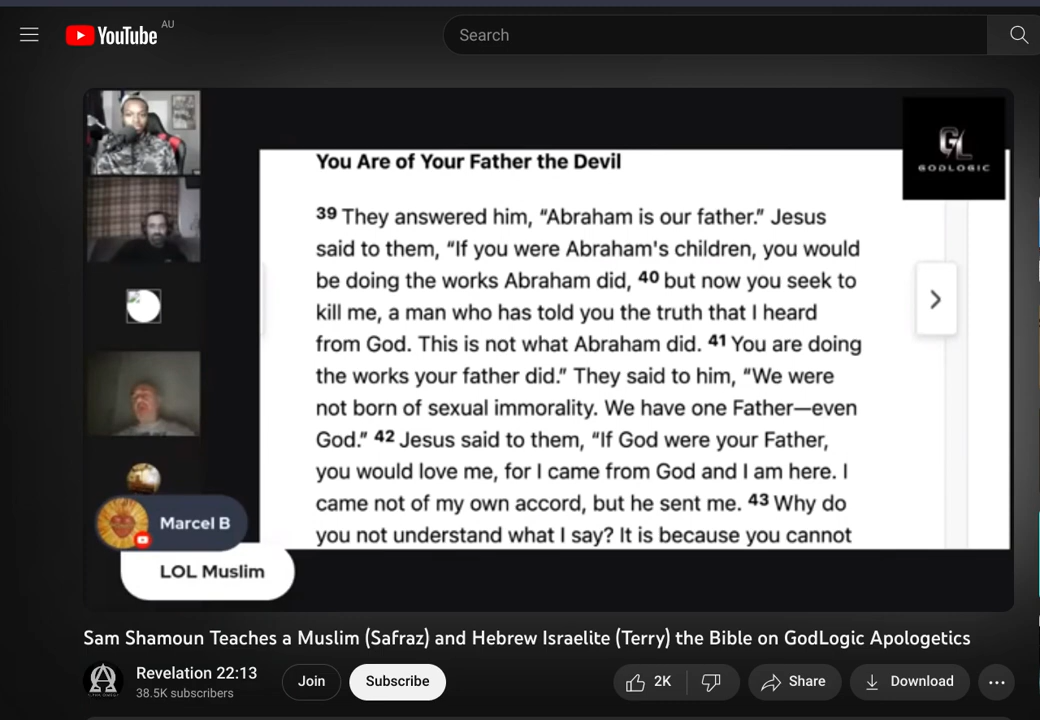 YouTube AU
Search
GL
GODLOGIC
You Are of Your Father the Devil
39 They answered him, “Abraham is our father.” Jesus
said to them, “If you were Abraham's children, you would
be doing the works Abraham did, 40 but now you seek to
kill me, a man who has told you the truth that I heard
from God. This is not what Abraham did. 41 You are doing
the works your father did.” They said to him, “We were
not born of sexual immorality. We have one Father—even
God.” 42 Jesus said to them, “If God were your Father,
you would love me, for I came from God and I am here. I
came not of my own accord, but he sent me. 43 Why do
you not understand what I say? It is because you cannot
Marcel B
LOL Muslim
Sam Shamoun Teaches a Muslim (Safraz) and Hebrew Israelite (Terry) the Bible on GodLogic Apologetics
Revelation 22:13
38.5K subscribers
Join
Subscribe
2K
Share
Download